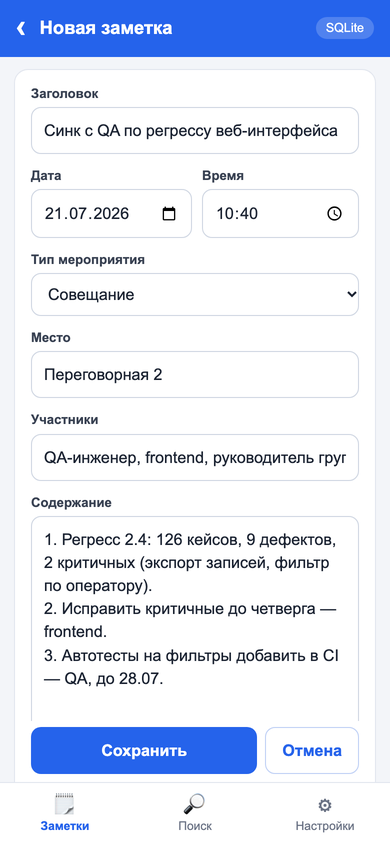 Новая заметка
SQLite
Заголовок
Синк с QA по регрессу веб-интерфейса
Дата
Время
21.07.2026
10:40
Тип мероприятия
Совещание
Место
Переговорная 2
Участники
QA-инженер, frontend, руководитель груп
Содержание
1. Регресс 2.4: 126 кейсов, 9 дефектов,
2 критичных (экспорт записей, фильтр
по оператору).
2. Исправить критичные до четверга —
frontend.
3. Автотесты на фильтры добавить в CI
— QA, до 28.07.
Сохранить
Отмена
Заметки
Поиск
Настройки